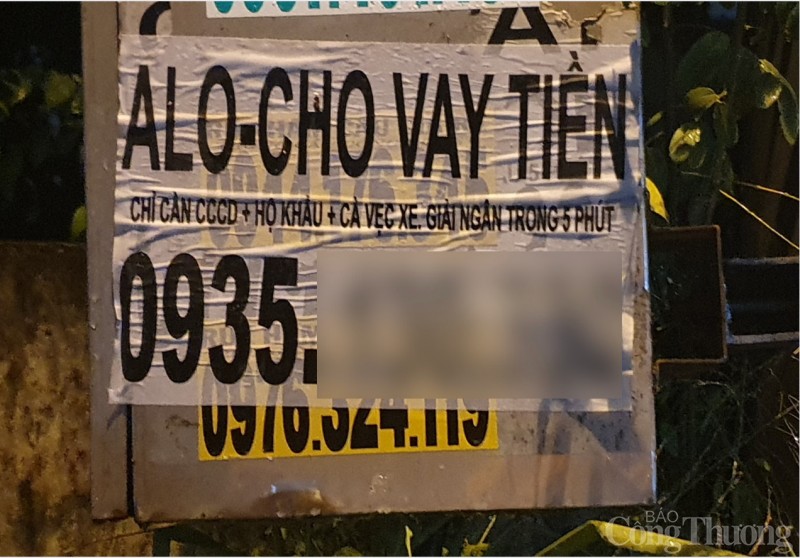 ALO-CHO VAY TIỀN
CHỈ CẦN CCCD + HỘ KHẨU + CÀ VẸC XE. GIẢI NGÂN TRONG 5 PHÚT
0935.
0976.324.119
BÁO
Công Thương